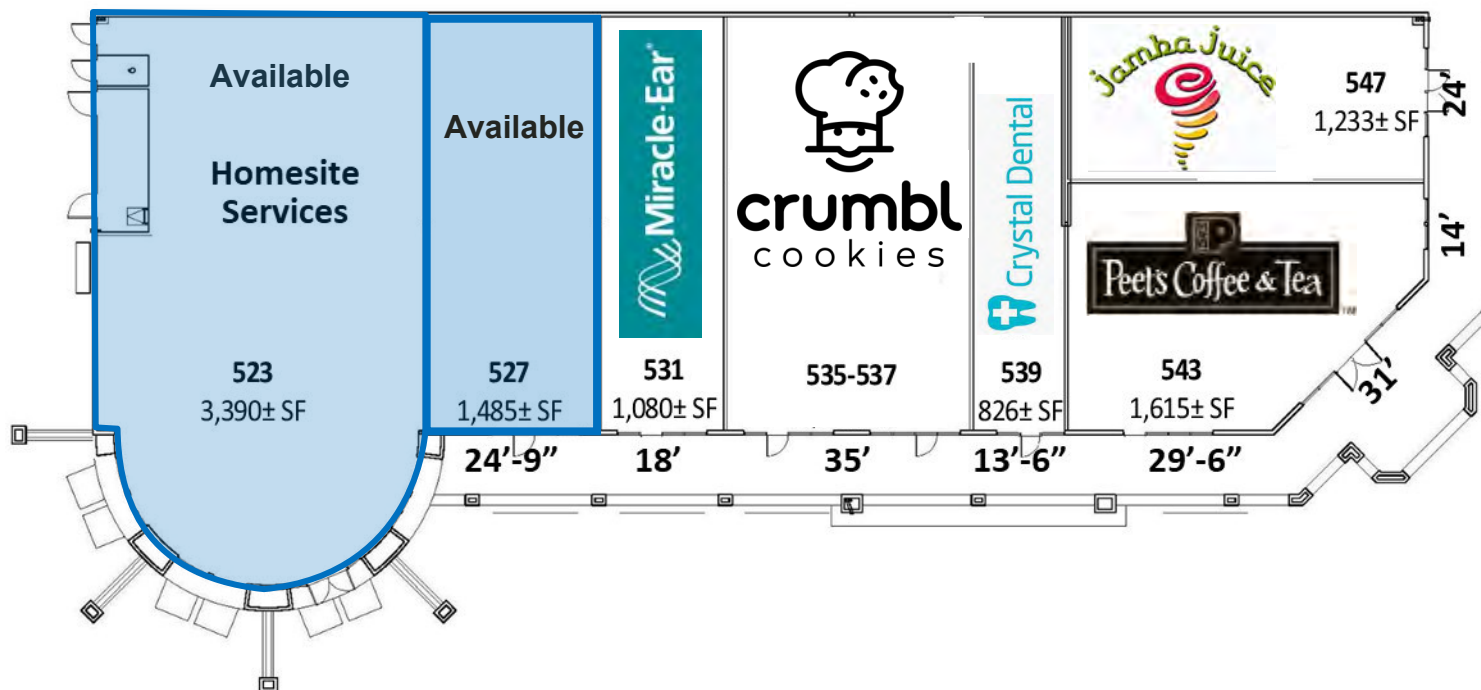 Available
Homesite
Services
523
3,390± SF
Available
527
1,485± SF
Miracle·Ear®
531
1,080± SF
crumbl
cookies
535-537
Crystal Dental
539
826± SF
jamba juice
547
1,233± SF
Peet's Coffee & Tea
543
1,615± SF
24'
14'
31'
24'-9”
18'
35'
13'-6”
29'-6”